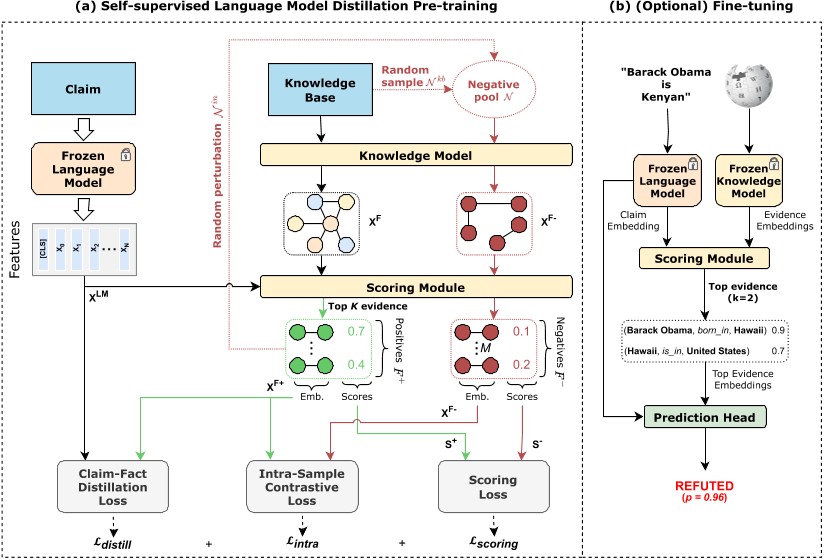 (a) Self-supervised Language Model Distillation Pre-training
(b) (Optional) Fine-tuning
Claim
Frozen
Language
Model
Features
[CLS] X0 X1 X2 ••• XN
X^LM
Random perturbation 𝒩^in
Knowledge
Base
Random
sample 𝒩^kb
Negative
pool 𝒩
Knowledge Model
X^F
X^F-
Scoring Module
Top K evidence
0.7
0.4
Positives F^+
0.1
M
0.2
Negatives F^-
X^F+
Emb. Scores
X^F-
Emb. Scores
S^+
S^-
Claim-Fact
Distillation
Loss
Intra-Sample
Contrastive
Loss
Scoring
Loss
ℒdistill + ℒintra + ℒscoring
"Barack Obama
is
Kenyan"
Frozen
Language
Model
Frozen
Knowledge
Model
Claim
Embedding
Evidence
Embeddings
Scoring Module
Top evidence
(k=2)
(Barack Obama, born_in, Hawaii) 0.9
(Hawaii, is_in, United States) 0.7
Top Evidence
Embeddings
Prediction Head
REFUTED
(p = 0.96)